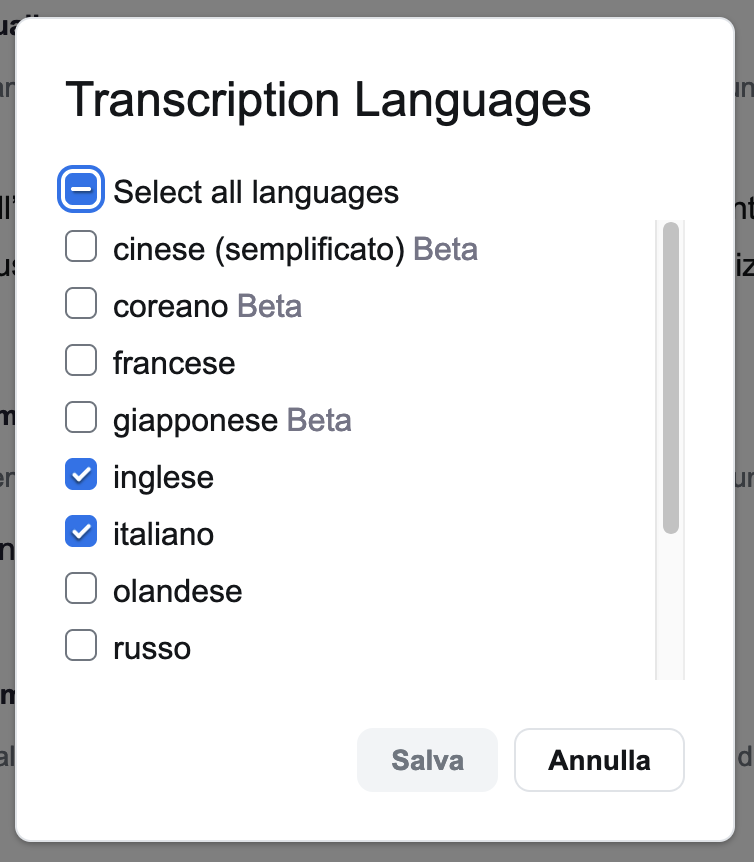 Transcription Languages
Select all languages
cinese (semplificato) Beta
coreano Beta
francese
giapponese Beta
inglese
italiano
olandese
russo
Salva Annulla